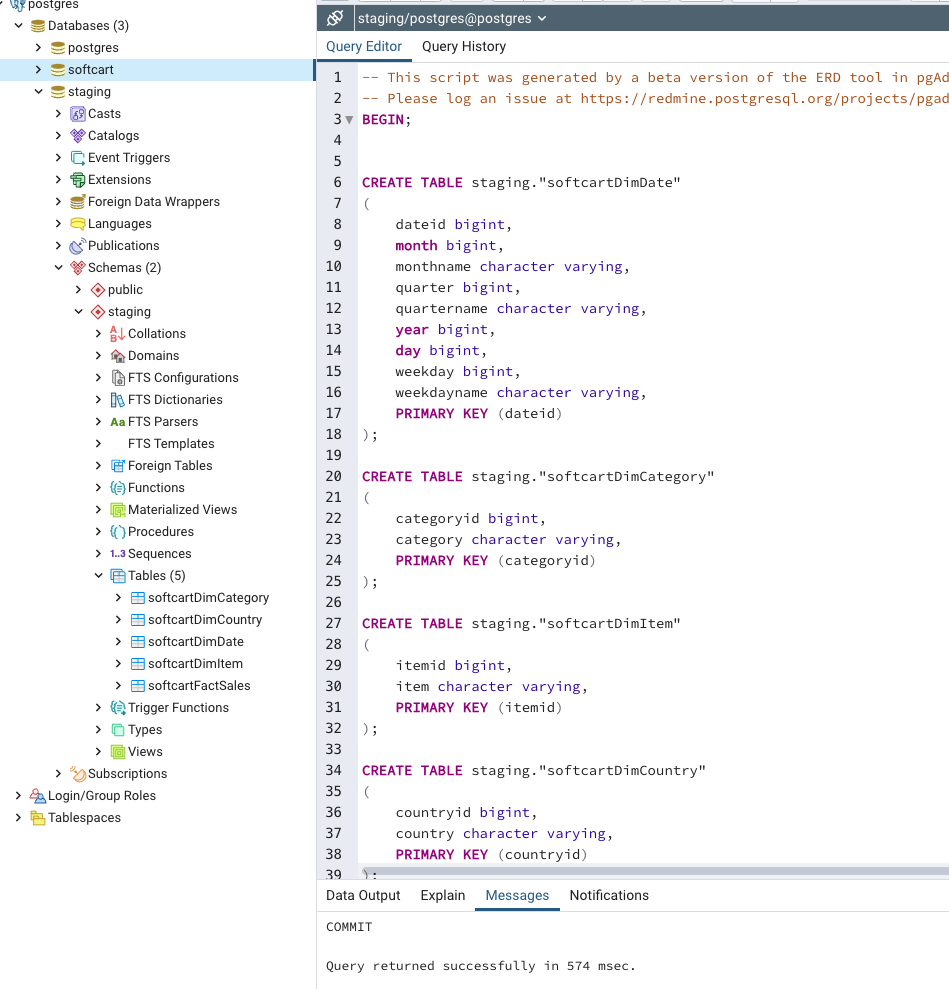 postgres
Databases (3)
postgres
softcart
staging
Casts
Catalogs
Event Triggers
Extensions
Foreign Data Wrappers
Languages
Publications
Schemas (2)
public
staging
Collations
Domains
FTS Configurations
FTS Dictionaries
Aa FTS Parsers
FTS Templates
Foreign Tables
Functions
Materialized Views
Procedures
1..3 Sequences
Tables (5)
softcartDimCategory
softcartDimCountry
softcartDimDate
softcartDimItem
softcartFactSales
Trigger Functions
Types
Views
Subscriptions
Login/Group Roles
Tablespaces
staging/postgres@postgres
Query Editor Query History
1 -- This script was generated by a beta version of the ERD tool in pgAd
2 -- Please log an issue at https://redmine.postgresql.org/projects/pgad
3 BEGIN;
4
5
6 CREATE TABLE staging."softcartDimDate"
7 (
8 dateid bigint,
9 month bigint,
10 monthname character varying,
11 quarter bigint,
12 quartername character varying,
13 year bigint,
14 day bigint,
15 weekday bigint,
16 weekdayname character varying,
17 PRIMARY KEY (dateid)
18 );
19
20 CREATE TABLE staging."softcartDimCategory"
21 (
22 categoryid bigint,
23 category character varying,
24 PRIMARY KEY (categoryid)
25 );
26
27 CREATE TABLE staging."softcartDimItem"
28 (
29 itemid bigint,
30 item character varying,
31 PRIMARY KEY (itemid)
32 );
33
34 CREATE TABLE staging."softcartDimCountry"
35 (
36 countryid bigint,
37 country character varying,
38 PRIMARY KEY (countryid)
39 );
Data Output Explain Messages Notifications
COMMIT
Query returned successfully in 574 msec.